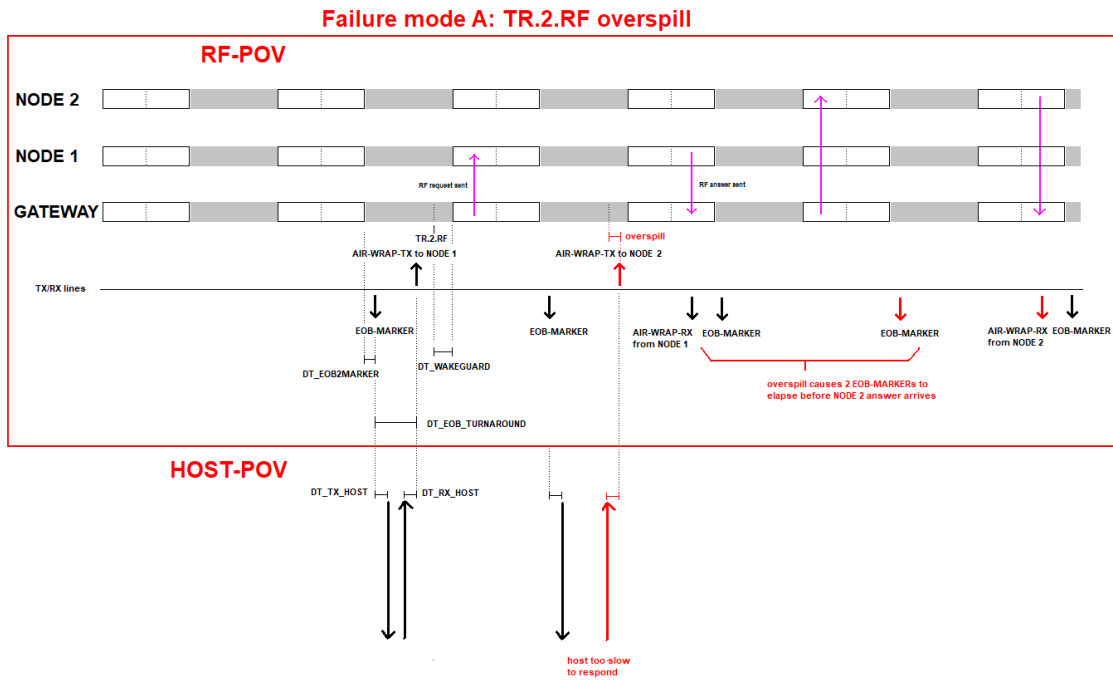 Failure mode A: TR.2.RF overspill
RF-POV
NODE 2
NODE 1
RF request sent
RF answer sent
GATEWAY
TR.2.RF
overspill
AIR-WRAP-TX to NODE 1
AIR-WRAP-TX to NODE 2
TX/RX lines
EOB-MARKER
EOB-MARKER
AIR-WRAP-RX
from NODE 1
EOB-MARKER
EOB-MARKER
AIR-WRAP-RX
from NODE 2
EOB-MARKER
DT_EOB2MARKER
DT_WAKEGUARD
overspill causes 2 EOB-MARKERs to
elapse before NODE 2 answer arrives
DT_EOB_TURNAROUND
HOST-POV
DT_TX_HOST
DT_RX_HOST
host too slow
to respond